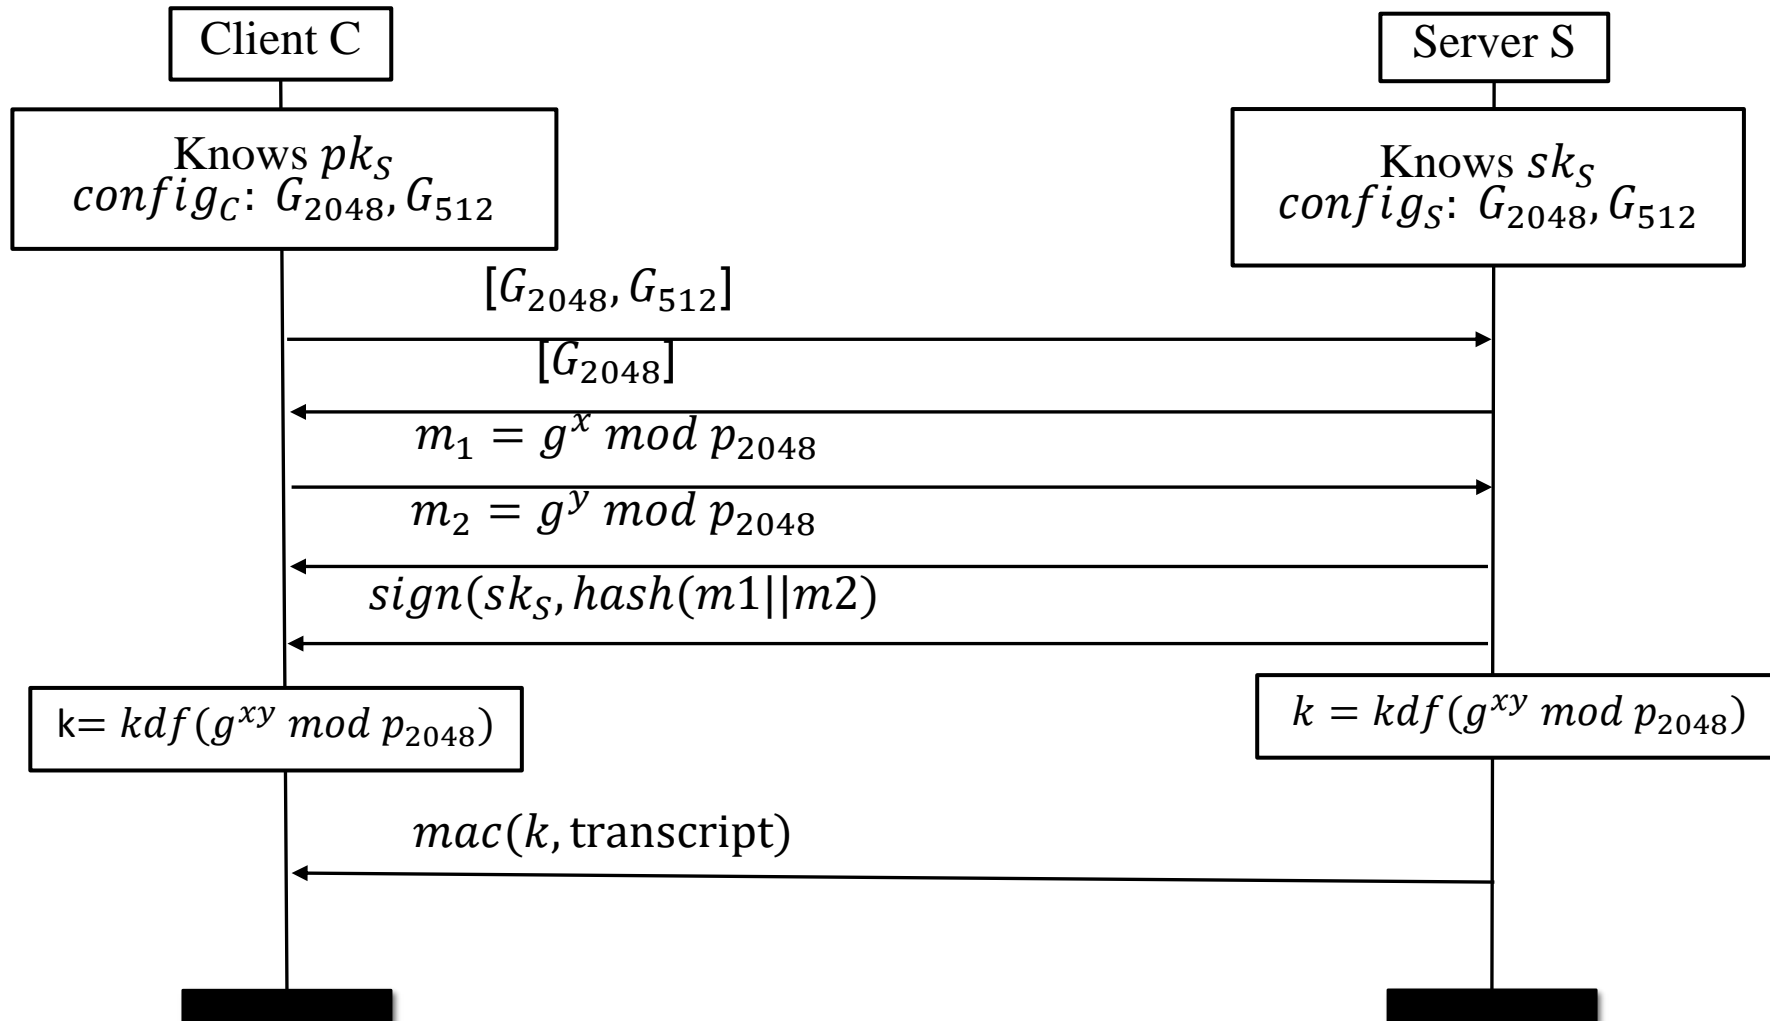 Client C
Server S
Knows 𝑝𝑘_𝑆
𝑐𝑜𝑛𝑓𝑖𝑔_𝐶: 𝐺_2048, 𝐺_512
Knows 𝑠𝑘_𝑆
𝑐𝑜𝑛𝑓𝑖𝑔_𝑆: 𝐺_2048, 𝐺_512
[𝐺_2048, 𝐺_512]
[𝐺_2048]
𝑚_1 = 𝑔^𝑥 𝑚𝑜𝑑 𝑝_2048
𝑚_2 = 𝑔^𝑦 𝑚𝑜𝑑 𝑝_2048
𝑠𝑖𝑔𝑛(𝑠𝑘_𝑆, ℎ𝑎𝑠ℎ(𝑚1||𝑚2)
k= 𝑘𝑑𝑓(𝑔^𝑥𝑦 𝑚𝑜𝑑 𝑝_2048)
𝑘 = 𝑘𝑑𝑓(𝑔^𝑥𝑦 𝑚𝑜𝑑 𝑝_2048)
𝑚𝑎𝑐(𝑘, transcript)